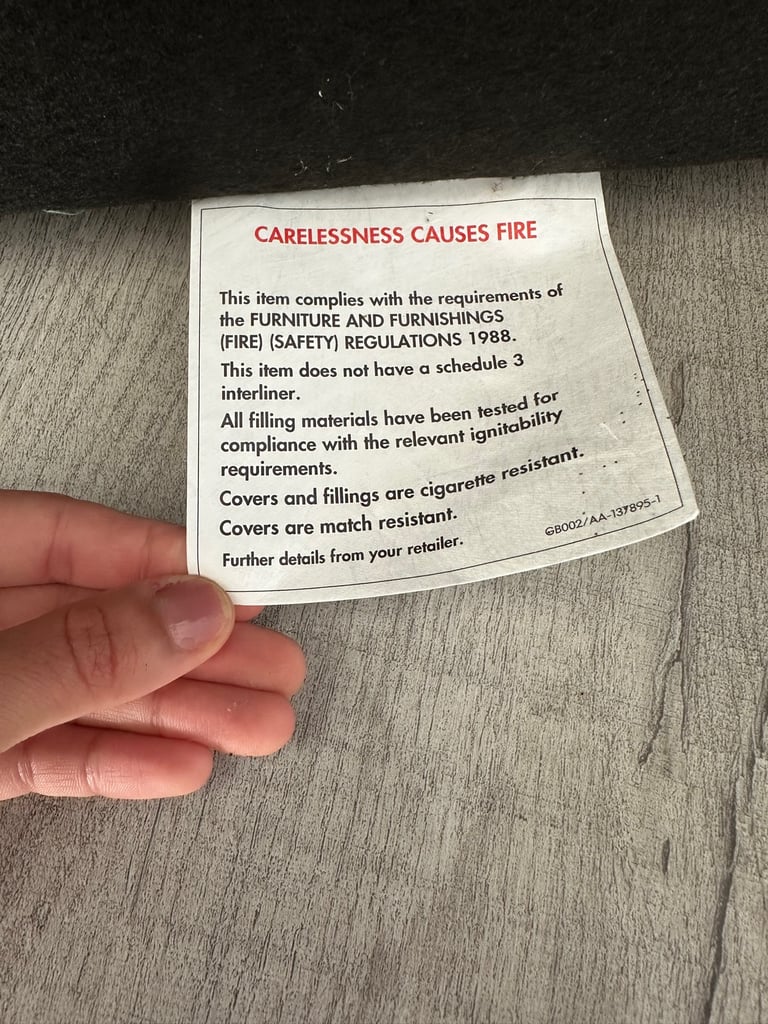 CARELESSNESS CAUSES FIRE
This item complies with the requirements of
the FURNITURE AND FURNISHINGS
(FIRE) (SAFETY) REGULATIONS 1988.
This item does not have a schedule 3
interliner.
All filling materials have been tested for
compliance with the relevant ignitability
requirements.
Covers and fillings are cigarette resistant.
Covers are match resistant.
Further details from your retailer.
GB002/AA-137895-1